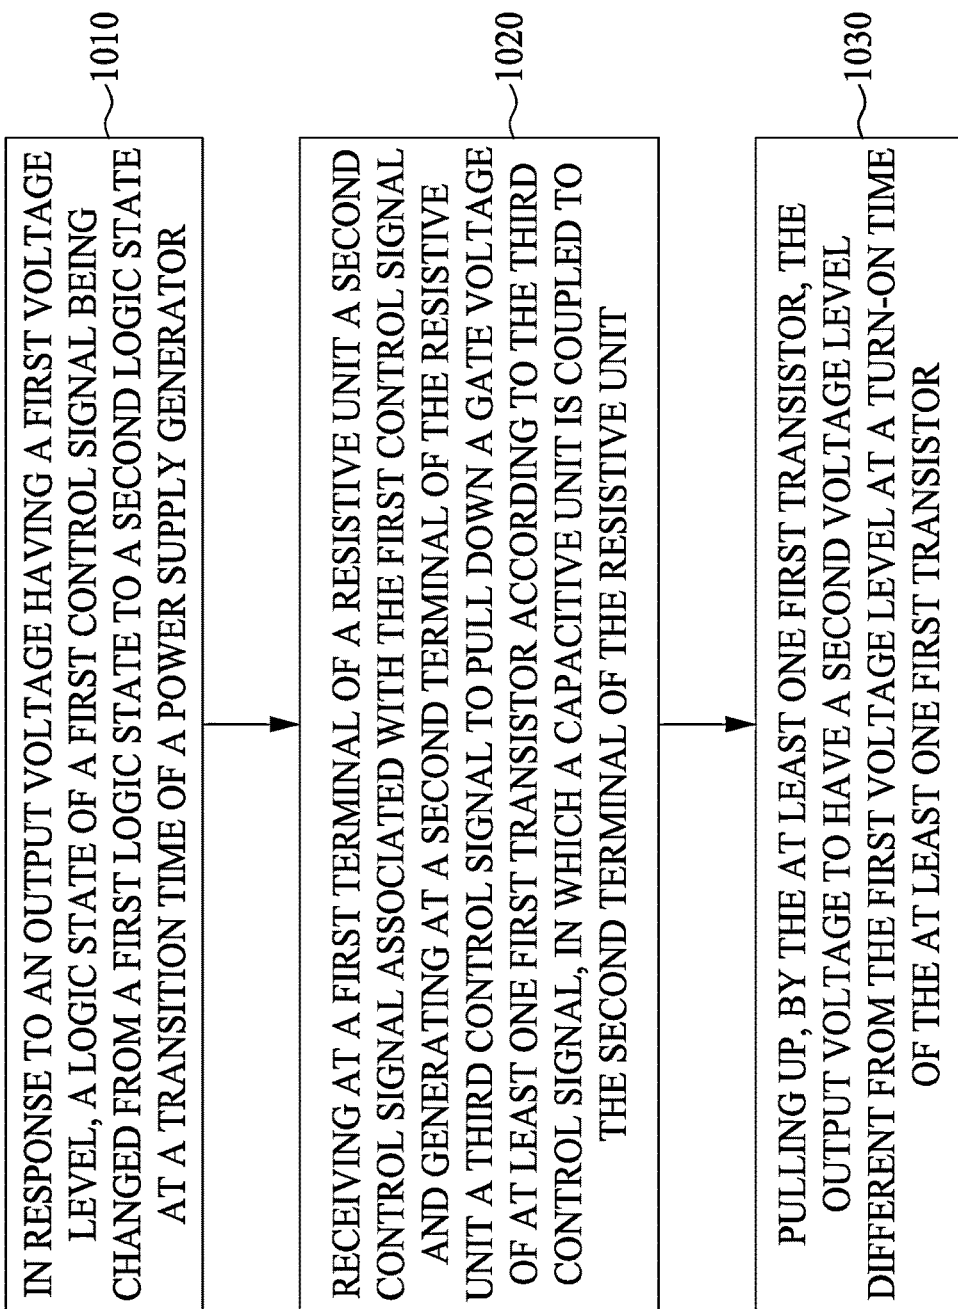 IN RESPONSE TO AN OUTPUT VOLTAGE HAVING A FIRST VOLTAGE
LEVEL, A LOGIC STATE OF A FIRST CONTROL SIGNAL BEING
CHANGED FROM A FIRST LOGIC STATE TO A SECOND LOGIC STATE
AT A TRANSITION TIME OF A POWER SUPPLY GENERATOR
1010
RECEIVING AT A FIRST TERMINAL OF A RESISTIVE UNIT A SECOND
CONTROL SIGNAL ASSOCIATED WITH THE FIRST CONTROL SIGNAL
AND GENERATING AT A SECOND TERMINAL OF THE RESISTIVE
UNIT A THIRD CONTROL SIGNAL TO PULL DOWN A GATE VOLTAGE
OF AT LEAST ONE FIRST TRANSISTOR ACCORDING TO THE THIRD
CONTROL SIGNAL, IN WHICH A CAPACITIVE UNIT IS COUPLED TO
THE SECOND TERMINAL OF THE RESISTIVE UNIT
1020
PULLING UP, BY THE AT LEAST ONE FIRST TRANSISTOR, THE
OUTPUT VOLTAGE TO HAVE A SECOND VOLTAGE LEVEL
DIFFERENT FROM THE FIRST VOLTAGE LEVEL AT A TURN-ON TIME
OF THE AT LEAST ONE FIRST TRANSISTOR
1030